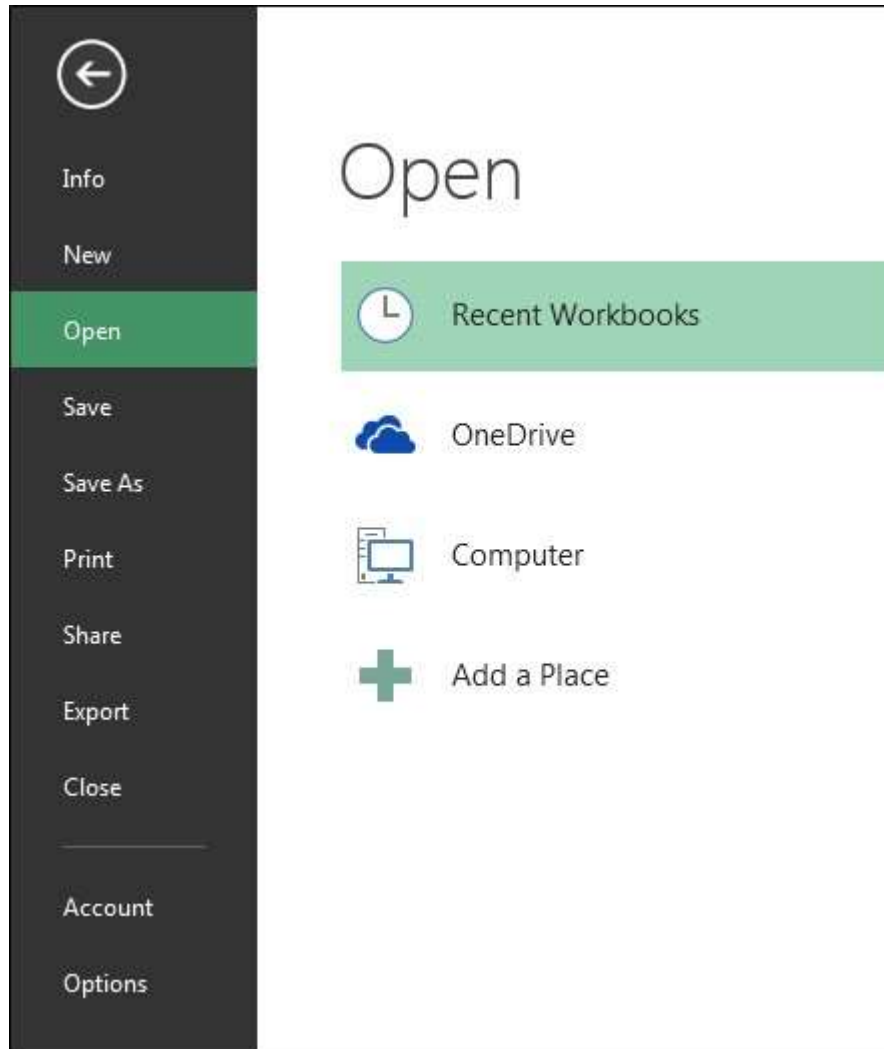 Info
New
Open
Save
Save As
Print
Share
Export
Close
Account
Options
Open
Recent Workbooks
OneDrive
Computer
Add a Place